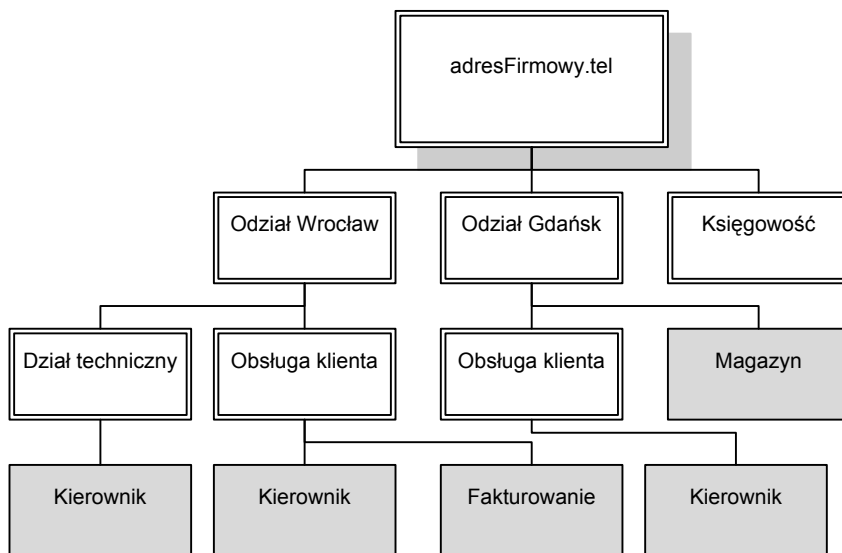 adresFirmowy.tel
Odział Wrocław
Odział Gdańsk
Księgowość
Dział techniczny
Obsługa klienta
Obsługa klienta
Magazyn
Kierownik
Kierownik
Fakturowanie
Kierownik